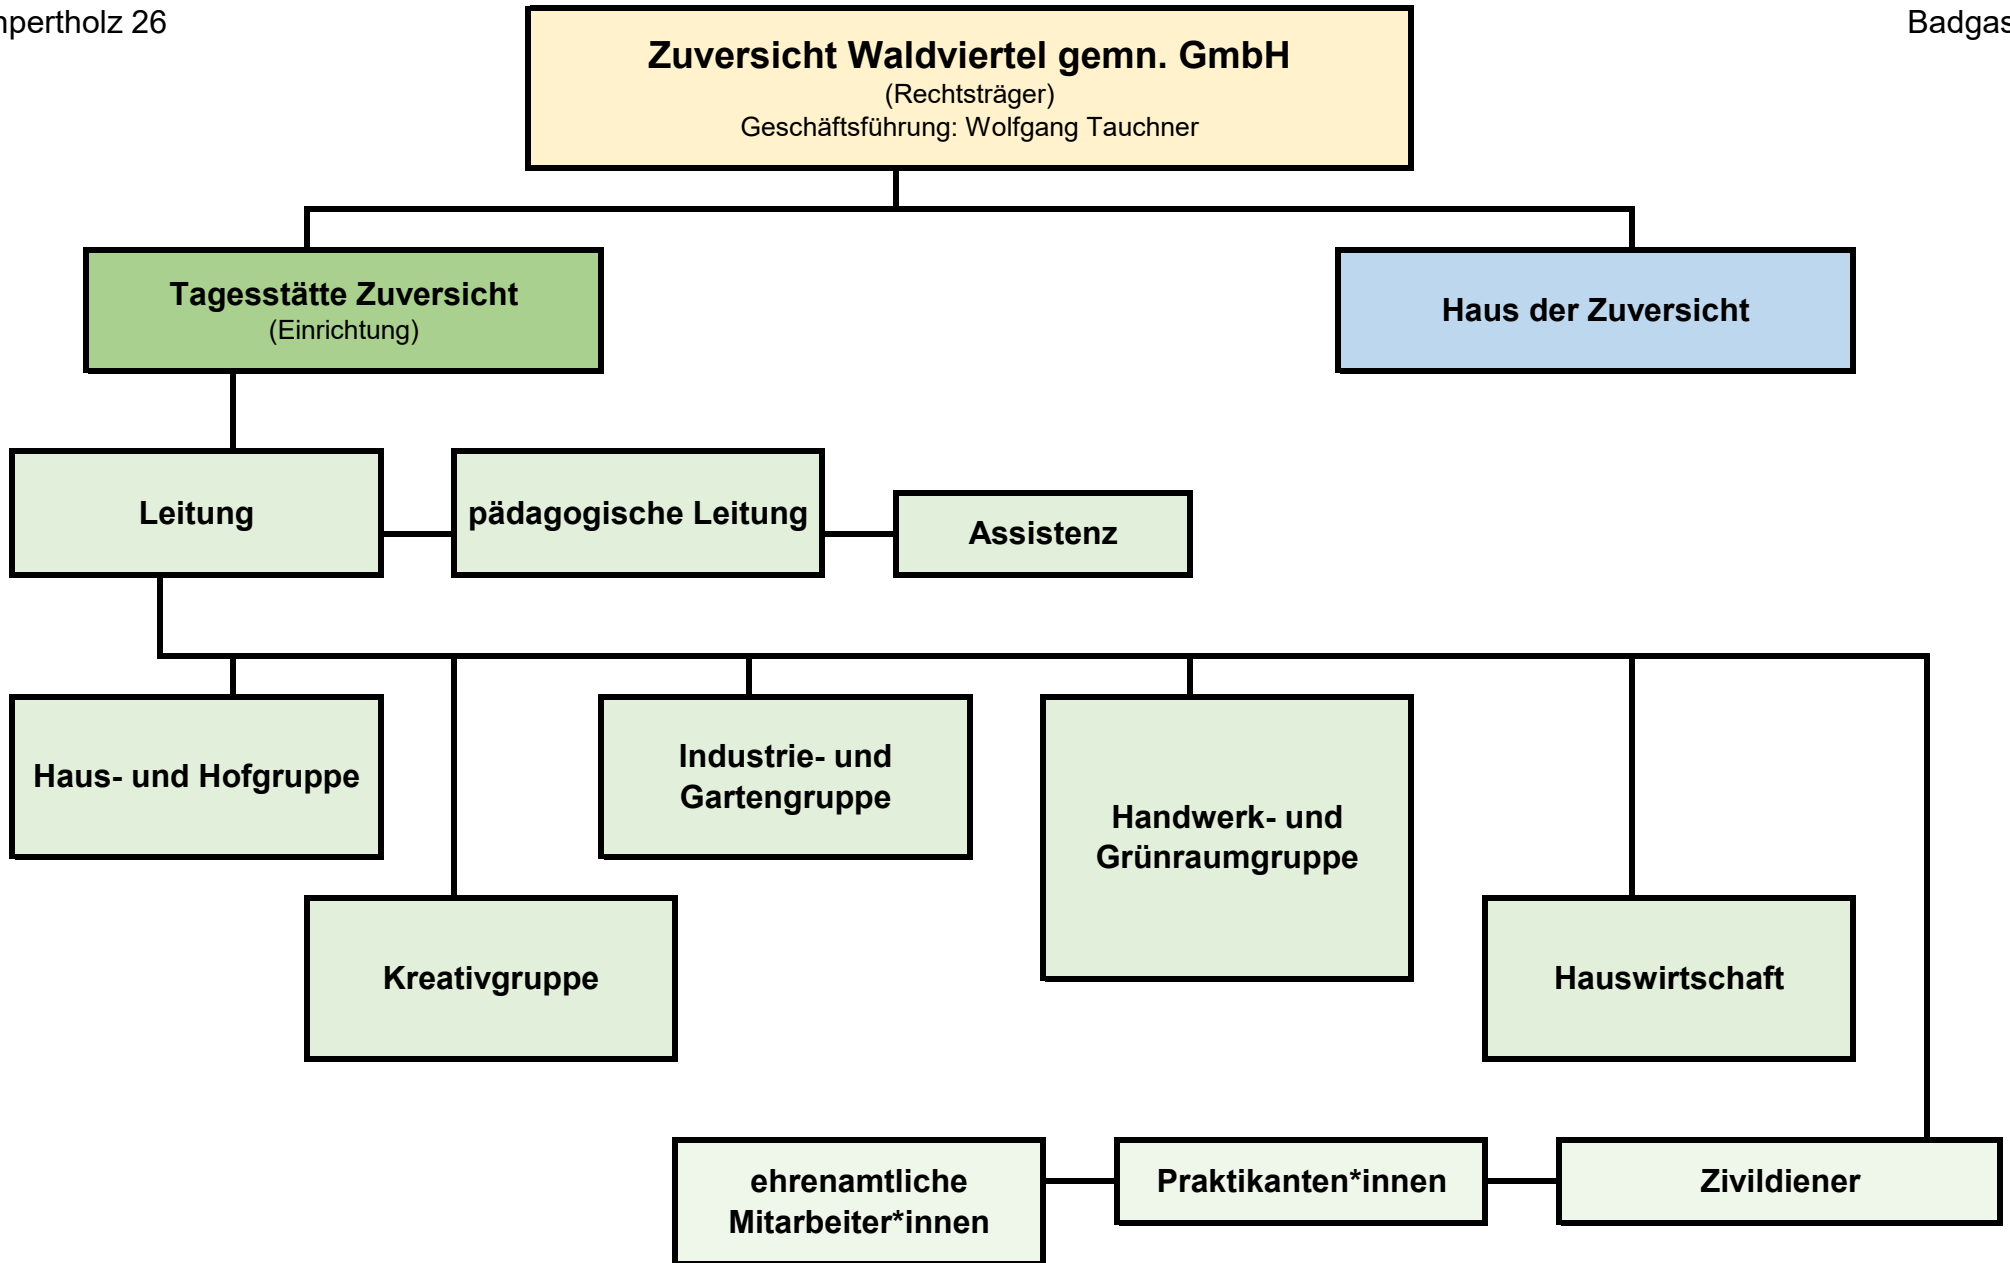 26
Zuversicht Waldviertel gemn. GmbH
(Rechtsträger)
Geschäftsführung: Wolfgang Tauchner
Tagesstätte Zuversicht
(Einrichtung)
Haus der Zuversicht
Leitung
pädagogische Leitung
Assistenz
Haus- und Hofgruppe
Industrie- und
Gartengruppe
Handwerk- und
Grünraumgruppe
Kreativgruppe
Hauswirtschaft
ehrenamtliche
Mitarbeiter*innen
Praktikanten*innen
Zivildiener